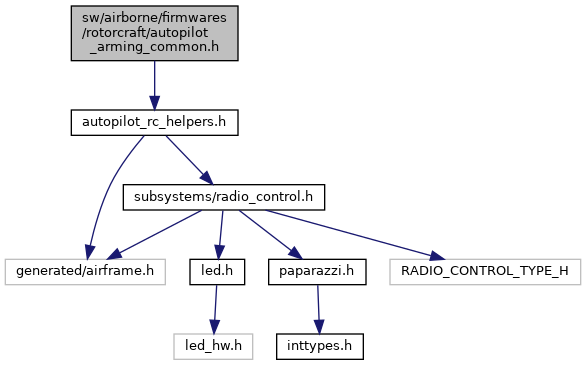 sw/airborne/firmwares
/rotorcraft/autopilot
_arming_common.h
autopilot_rc_helpers.h
subsystems/radio_control.h
generated/airframe.h
led.h
paparazzi.h
RADIO_CONTROL_TYPE_H
led_hw.h
inttypes.h